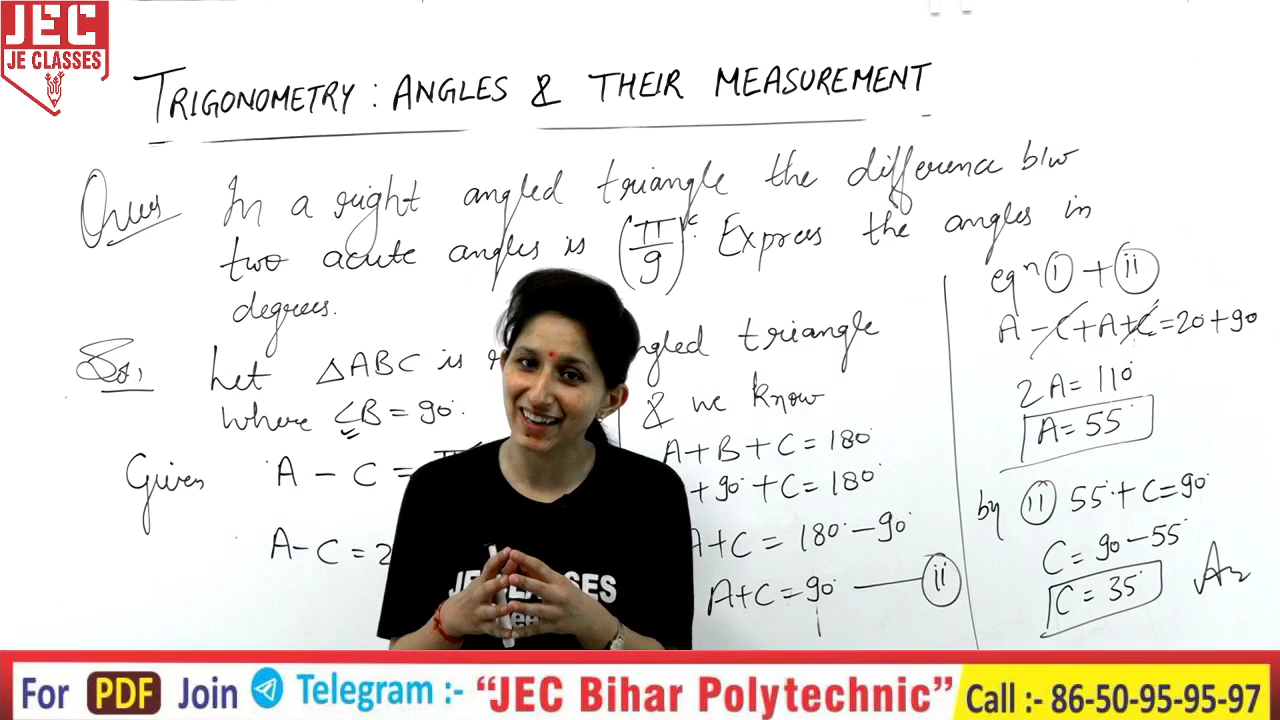 JEC
JE CLASSES
TRIGONOMETRY : ANGLES & THEIR MEASUREMENT
Ques In a right angled triangle the difference b/w
two acute angles is (π/9)ᶜ. Express the angles in
degrees.
Sol, Let △ABC is angled triangle
where ∠B = 90°.
Given A - C =
A - C = 2
& we know
A + B + C = 180°
+ 90° + C = 180°
A + C = 180° - 90°
A + C = 90° — (ii)
eqⁿ (i) + (ii)
A - C + A + C = 20 + 90
2A = 110°
A = 55°
by (ii) 55° + C = 90°
C = 90 - 55°
C = 35°
JE CLASSES
For PDF Join Telegram :- “JEC Bihar Polytechnic” Call :- 86-50-95-95-97